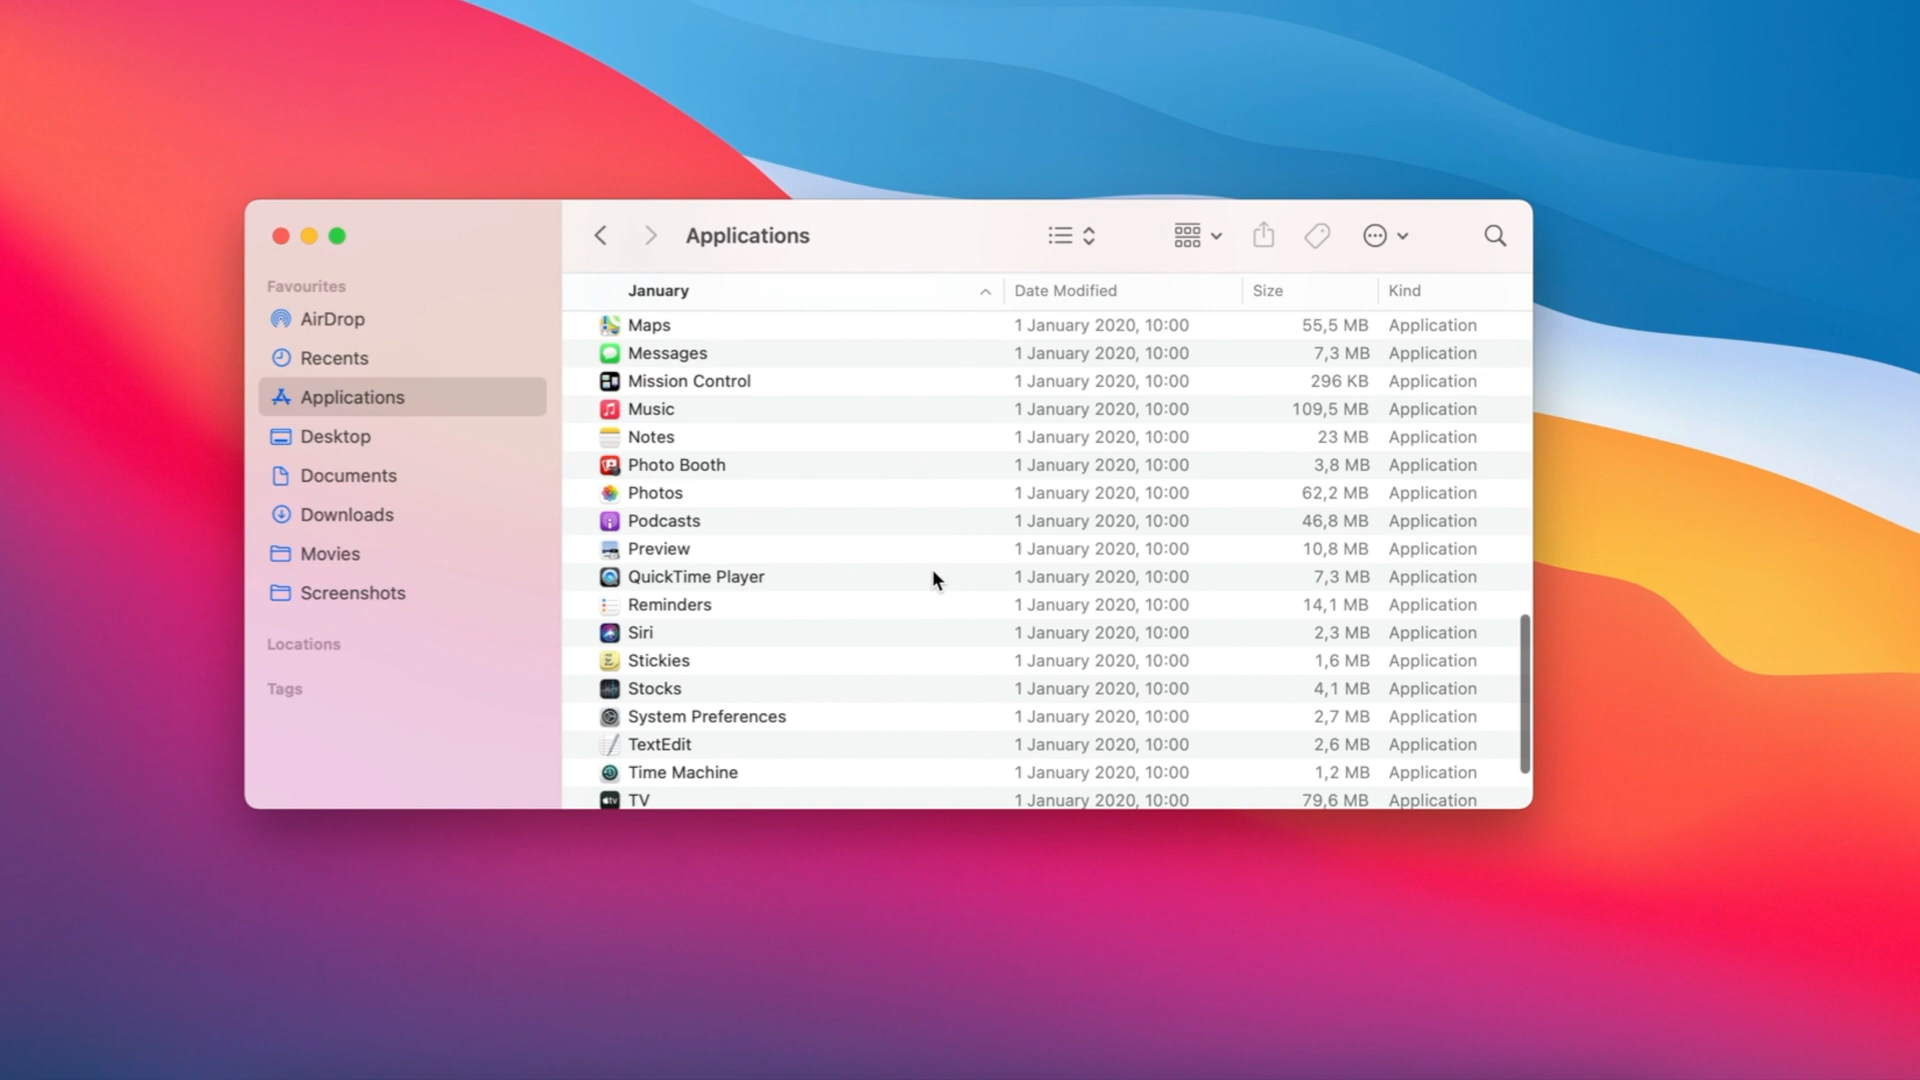 Applications
Favourites
AirDrop
Recents
Applications
Desktop
Documents
Downloads
Movies
Screenshots
Locations
Tags
January Date Modified Size Kind
Maps 1 January 2020, 10:00 55,5 MB Application
Messages 1 January 2020, 10:00 7,3 MB Application
Mission Control 1 January 2020, 10:00 296 KB Application
Music 1 January 2020, 10:00 109,5 MB Application
Notes 1 January 2020, 10:00 23 MB Application
Photo Booth 1 January 2020, 10:00 3,8 MB Application
Photos 1 January 2020, 10:00 62,2 MB Application
Podcasts 1 January 2020, 10:00 46,8 MB Application
Preview 1 January 2020, 10:00 10,8 MB Application
QuickTime Player 1 January 2020, 10:00 7,3 MB Application
Reminders 1 January 2020, 10:00 14,1 MB Application
Siri 1 January 2020, 10:00 2,3 MB Application
Stickies 1 January 2020, 10:00 1,6 MB Application
Stocks 1 January 2020, 10:00 4,1 MB Application
System Preferences 1 January 2020, 10:00 2,7 MB Application
TextEdit 1 January 2020, 10:00 2,6 MB Application
Time Machine 1 January 2020, 10:00 1,2 MB Application
TV 1 January 2020, 10:00 79,6 MB Application